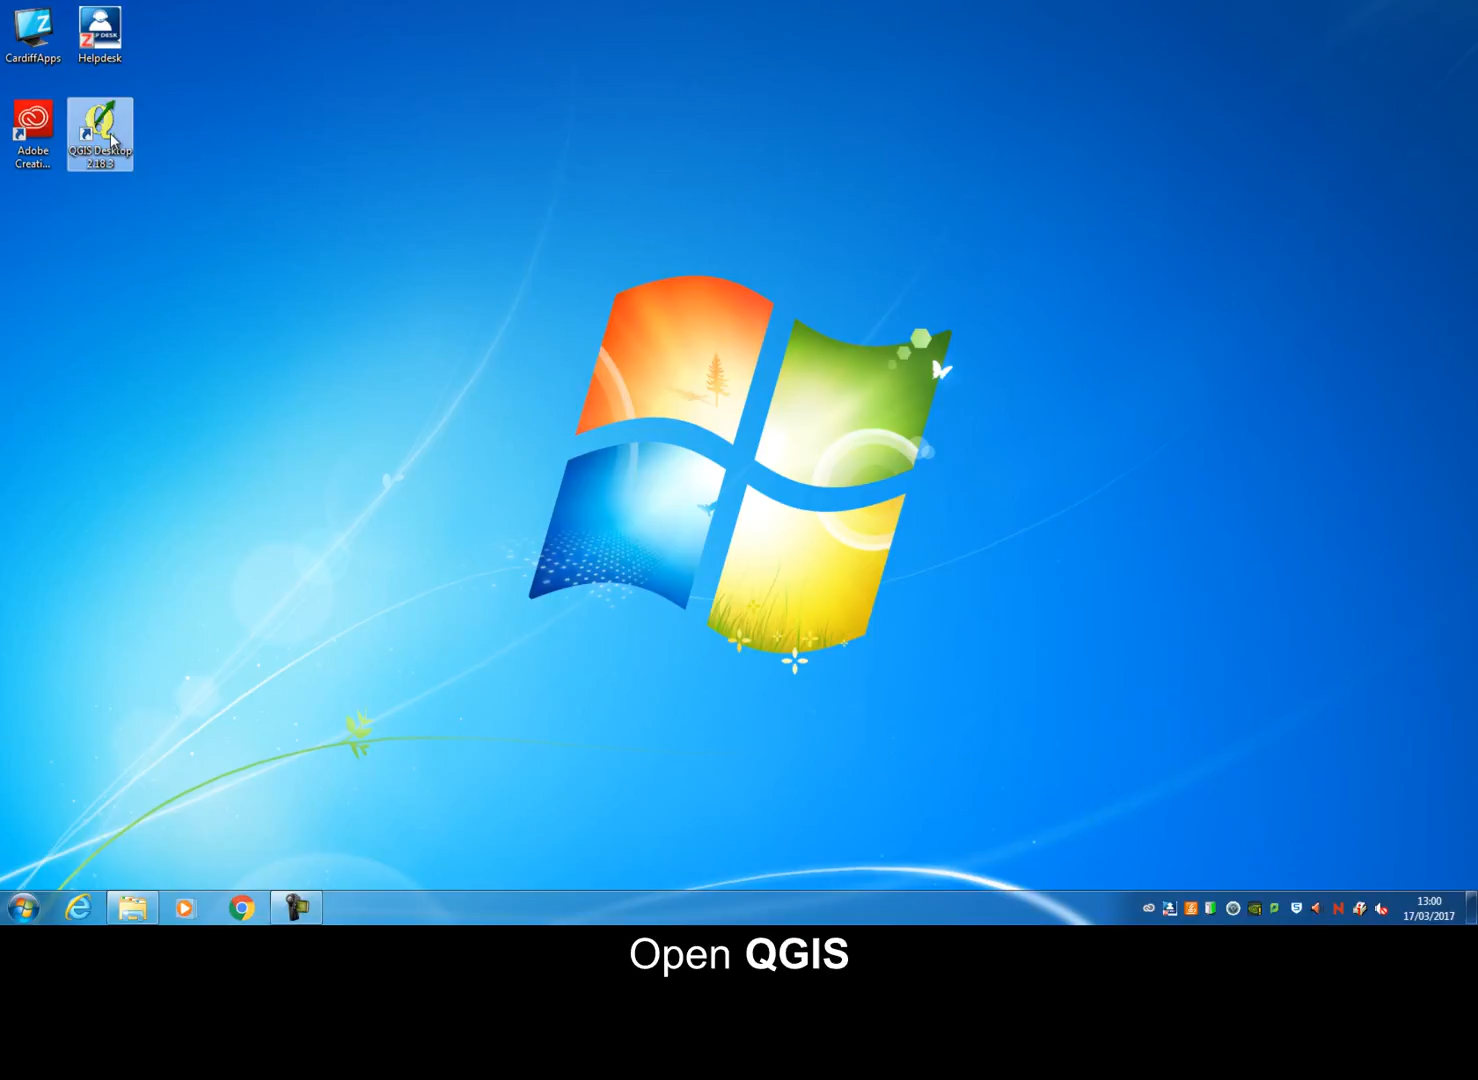 CardiffApps
Helpdesk
Adobe
Creati...
QGIS Desktop
2.18.3
13:00
17/03/2017
Open QGIS